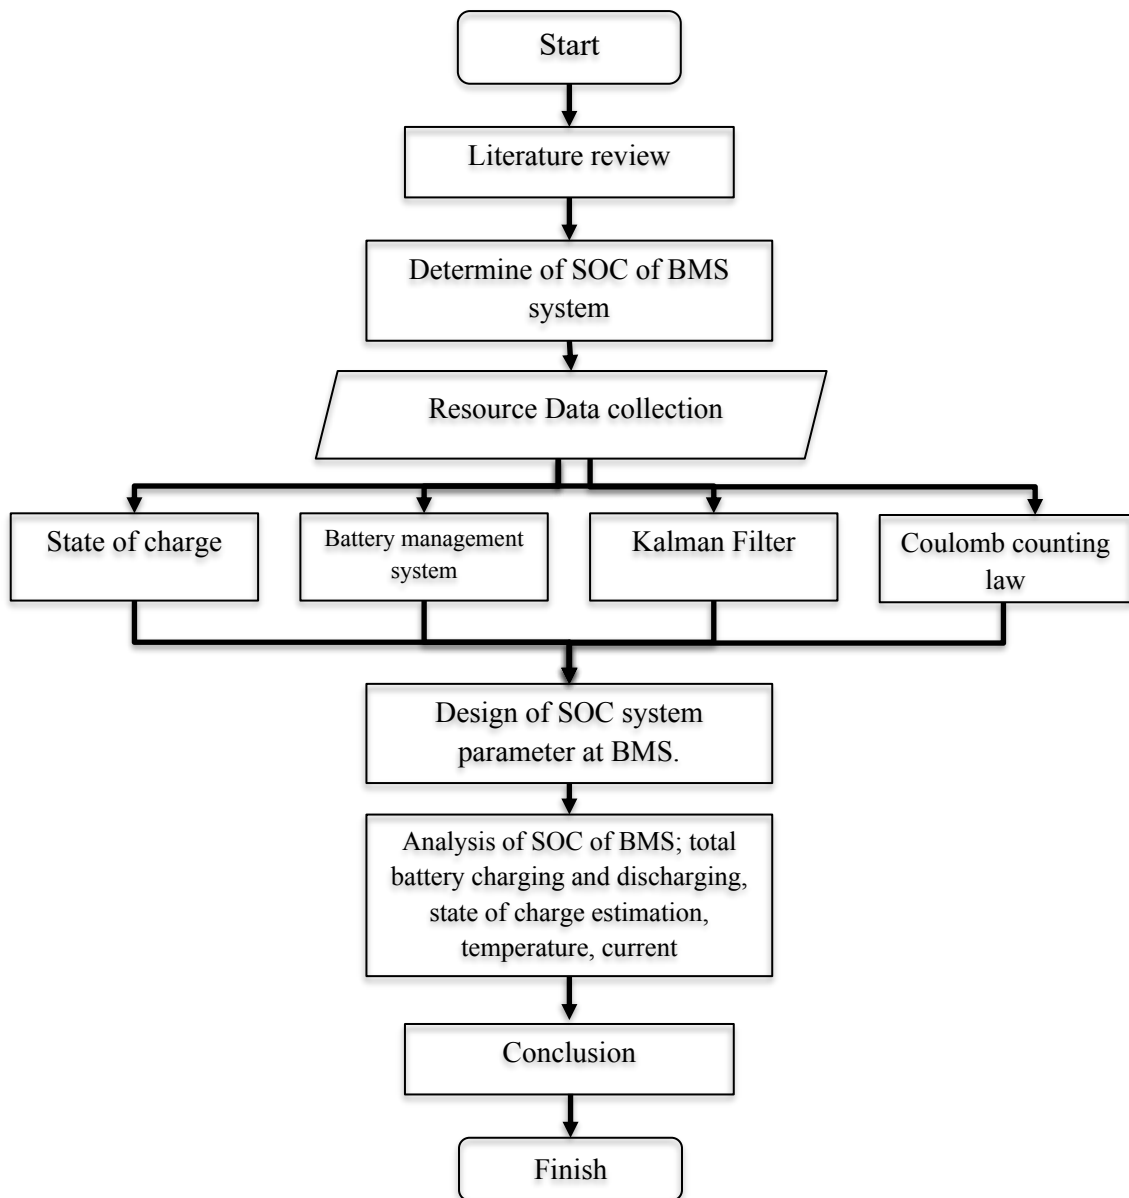 Start
Literature review
Determine of SOC of BMS
system
Resource Data collection
State of charge
Battery management
system
Kalman Filter
Coulomb counting
law
Design of SOC system
parameter at BMS.
Analysis of SOC of BMS; total
battery charging and discharging,
state of charge estimation,
temperature, current
Conclusion
Finish